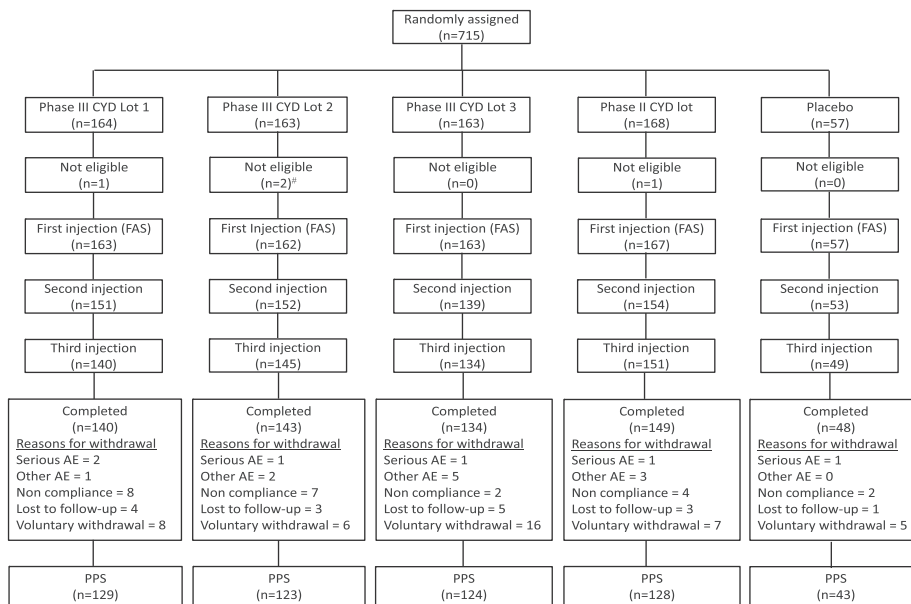 Randomly assigned
(n=715)
Phase III CYD Lot 1
(n=164)
Phase III CYD Lot 2
(n=163)
Phase III CYD Lot 3
(n=163)
Phase II CYD lot
(n=168)
Placebo
(n=57)
Not eligible
(n=1)
Not eligible
(n=2)#
Not eligible
(n=0)
Not eligible
(n=1)
Not eligible
(n=0)
First injection (FAS)
(n=163)
First Injection (FAS)
(n=162)
First injection (FAS)
(n=163)
First injection (FAS)
(n=167)
First injection (FAS)
(n=57)
Second injection
(n=151)
Second injection
(n=152)
Second injection
(n=139)
Second injection
(n=154)
Second injection
(n=53)
Third injection
(n=140)
Third injection
(n=145)
Third injection
(n=134)
Third injection
(n=151)
Third injection
(n=49)
Completed
(n=140)
Reasons for withdrawal
Serious AE = 2
Other AE = 1
Non compliance = 8
Lost to follow-up = 4
Voluntary withdrawal = 8
Completed
(n=143)
Reasons for withdrawal
Serious AE = 1
Other AE = 2
Non compliance = 7
Lost to follow-up = 3
Voluntary withdrawal = 6
Completed
(n=134)
Reasons for withdrawal
Serious AE = 1
Other AE = 5
Non compliance = 2
Lost to follow-up = 5
Voluntary withdrawal = 16
Completed
(n=149)
Reasons for withdrawal
Serious AE = 1
Other AE = 3
Non compliance = 4
Lost to follow-up = 3
Voluntary withdrawal = 7
Completed
(n=48)
Reasons for withdrawal
Serious AE = 1
Other AE = 0
Non compliance = 2
Lost to follow-up = 1
Voluntary withdrawal = 5
PPS
(n=129)
PPS
(n=123)
PPS
(n=124)
PPS
(n=128)
PPS
(n=43)